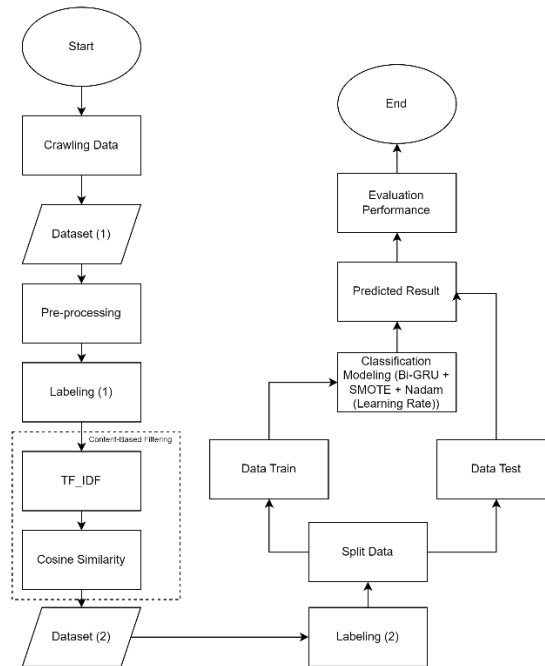 Start
Crawling Data
Dataset (1)
Pre-processing
Labeling (1)
Content-Based Filtering
TF_IDF
Cosine Similarity
Dataset (2)
Labeling (2)
Split Data
Data Train
Data Test
Classification
Modeling (Bi-GRU +
SMOTE + Nadam
(Learning Rate))
Predicted Result
Evaluation
Performance
End